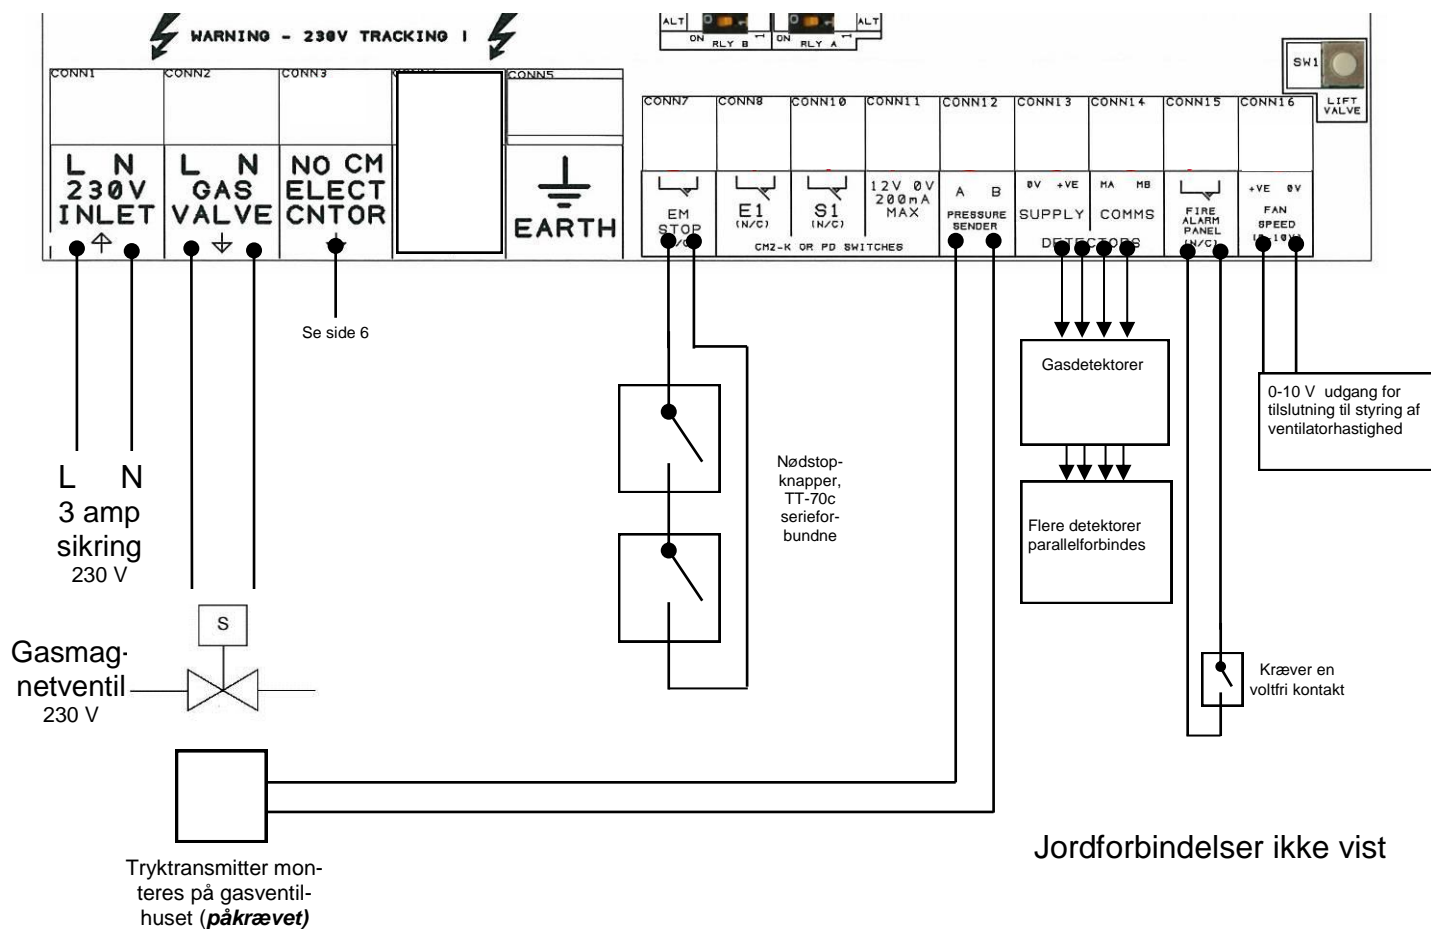 ALT
ALT
ON
RLY B
1
ON
RLY A
1
WARNING - 230V TRACKING !
SW1
LIFT
VALVE
CONN1
CONN2
CONN3
CONN5
CONN7
CONN8
CONN10
CONN11
CONN12
CONN13
CONN14
CONN15
CONN16
L N
230V
INLET
L N
GAS
VALVE
NO CM
ELECT
CNTOR
EARTH
EM
STOP
E1
(N/C)
S1
(N/C)
12V 0V
200mA
MAX
CM2-K OR PD SWITCHES
A B
PRESSURE
SENDER
0V +VE
SUPPLY
MA MB
COMMS
DETECTORS
FIRE
ALARM
PANEL
(N/C)
+VE 0V
FAN
SPEED
(0-10V)
Se side 6
L N
3 amp
sikring
230 V
S
Gasmag-
netventil
230 V
Nødstop-
knapper,
TT-70c
seriefor-
bundne
Gasdetektorer
Flere detektorer
parallelforbindes
0-10 V udgang for
tilslutning til styring af
ventilatorhastighed
Kræver en
voltfri kontakt
Tryktransmitter mon-
teres på gasventil-
huset (påkrævet)
Jordforbindelser ikke vist